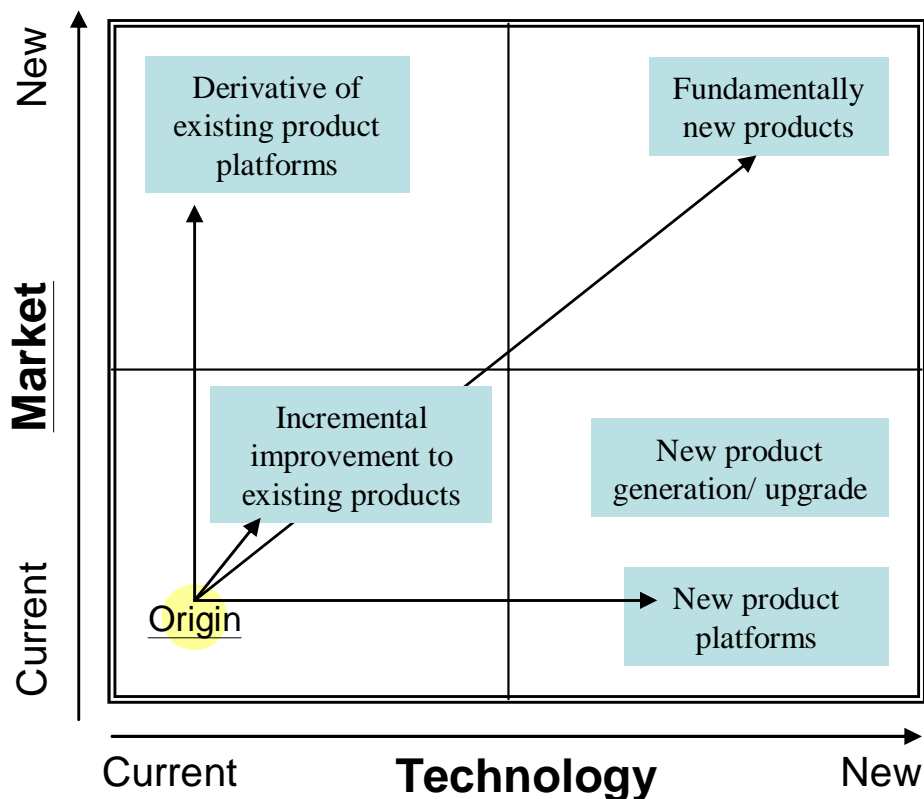 New
Derivative of
existing product
platforms
Fundamentally
new products
Market
Incremental
improvement to
existing products
New product
generation/ upgrade
Origin
New product
platforms
Current
Current
Technology
New